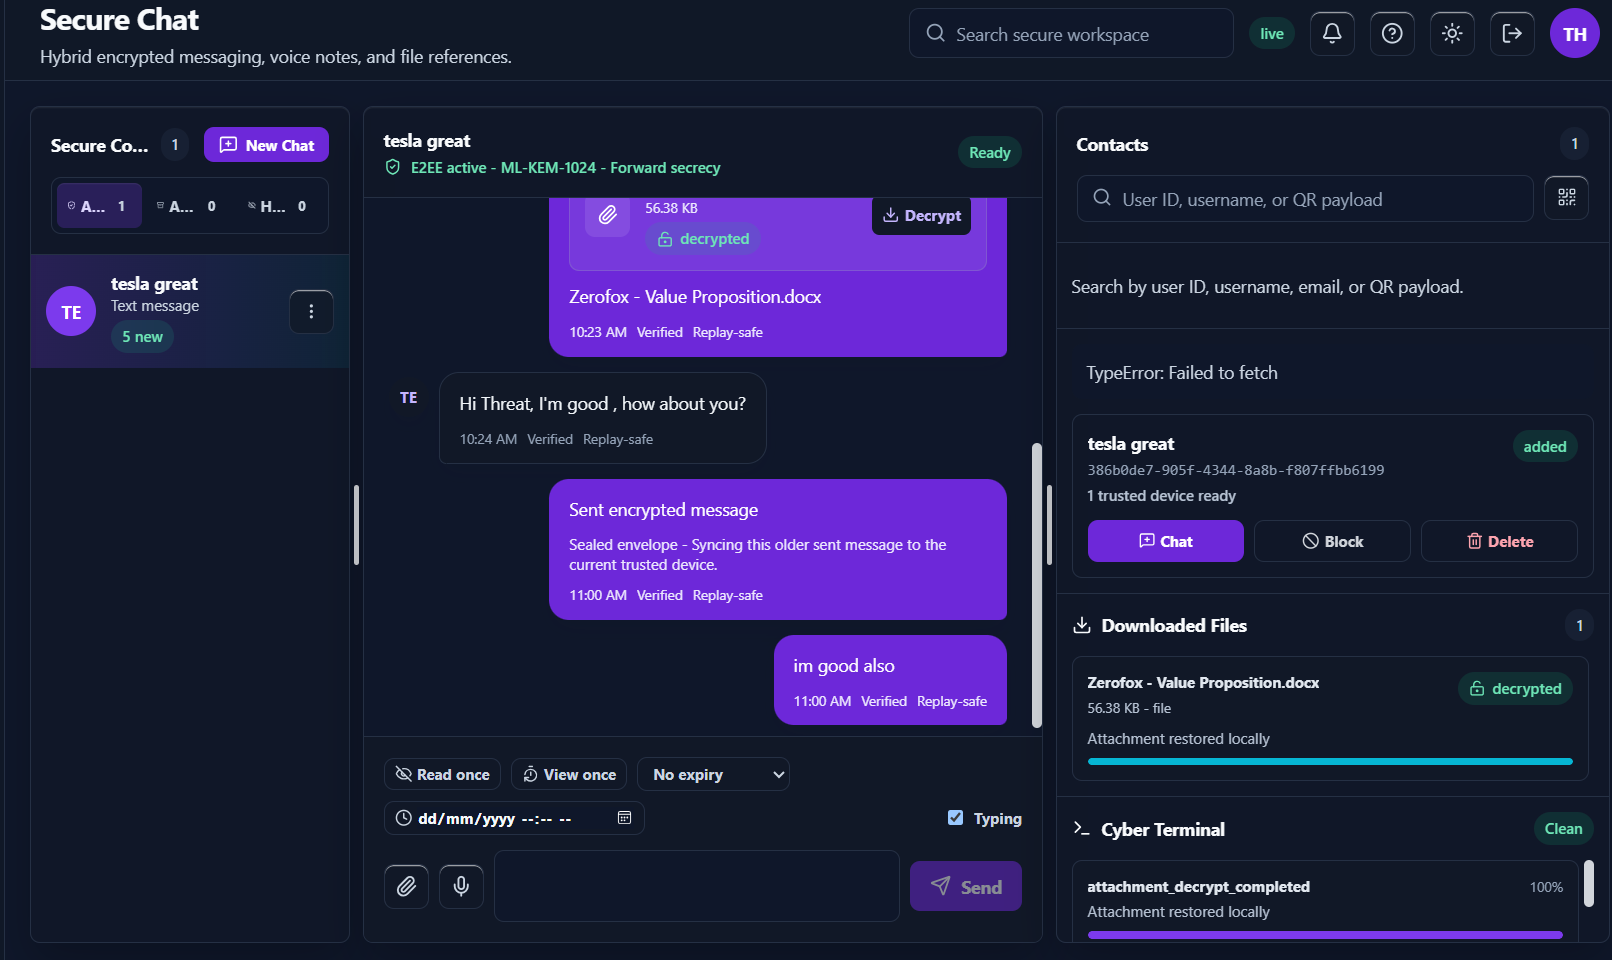 Secure Chat
Hybrid encrypted messaging, voice notes, and file references.
Search secure workspace
live
TH
Secure Co...
1
New Chat
A... 1
A... 0
H... 0
TE
tesla great
Text message
5 new
tesla great
E2EE active - ML-KEM-1024 - Forward secrecy
Ready
56.38 KB
decrypted
Decrypt
Zerofox - Value Proposition.docx
10:23 AM Verified Replay-safe
TE
Hi Threat, I'm good , how about you?
10:24 AM Verified Replay-safe
Sent encrypted message
Sealed envelope - Syncing this older sent message to the
current trusted device.
11:00 AM Verified Replay-safe
im good also
11:00 AM Verified Replay-safe
Read once
View once
No expiry
dd/mm/yyyy --:-- --
Typing
Send
Contacts
1
User ID, username, or QR payload
Search by user ID, username, email, or QR payload.
TypeError: Failed to fetch
tesla great
added
386b0de7-905f-4344-8a8b-f807ffbb6199
1 trusted device ready
Chat
Block
Delete
Downloaded Files
1
Zerofox - Value Proposition.docx
decrypted
56.38 KB - file
Attachment restored locally
Cyber Terminal
Clean
attachment_decrypt_completed
100%
Attachment restored locally